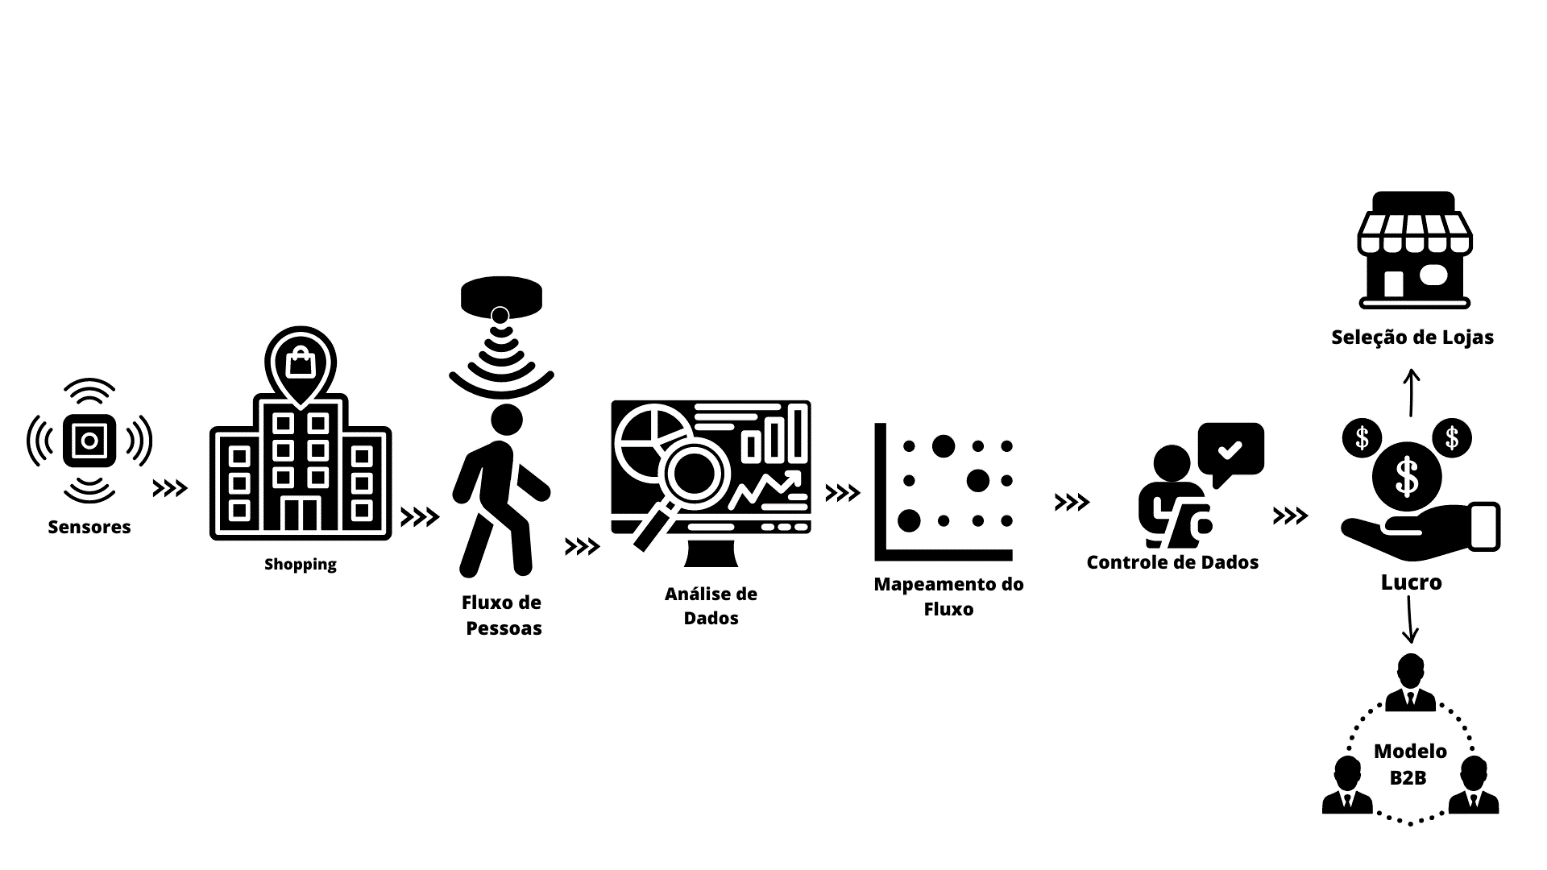 Sensores
Shopping
Fluxo de
Pessoas
Análise de
Dados
Mapeamento do
Fluxo
Controle de Dados
$ $
$
Lucro
Seleção de Lojas
Modelo
B2B